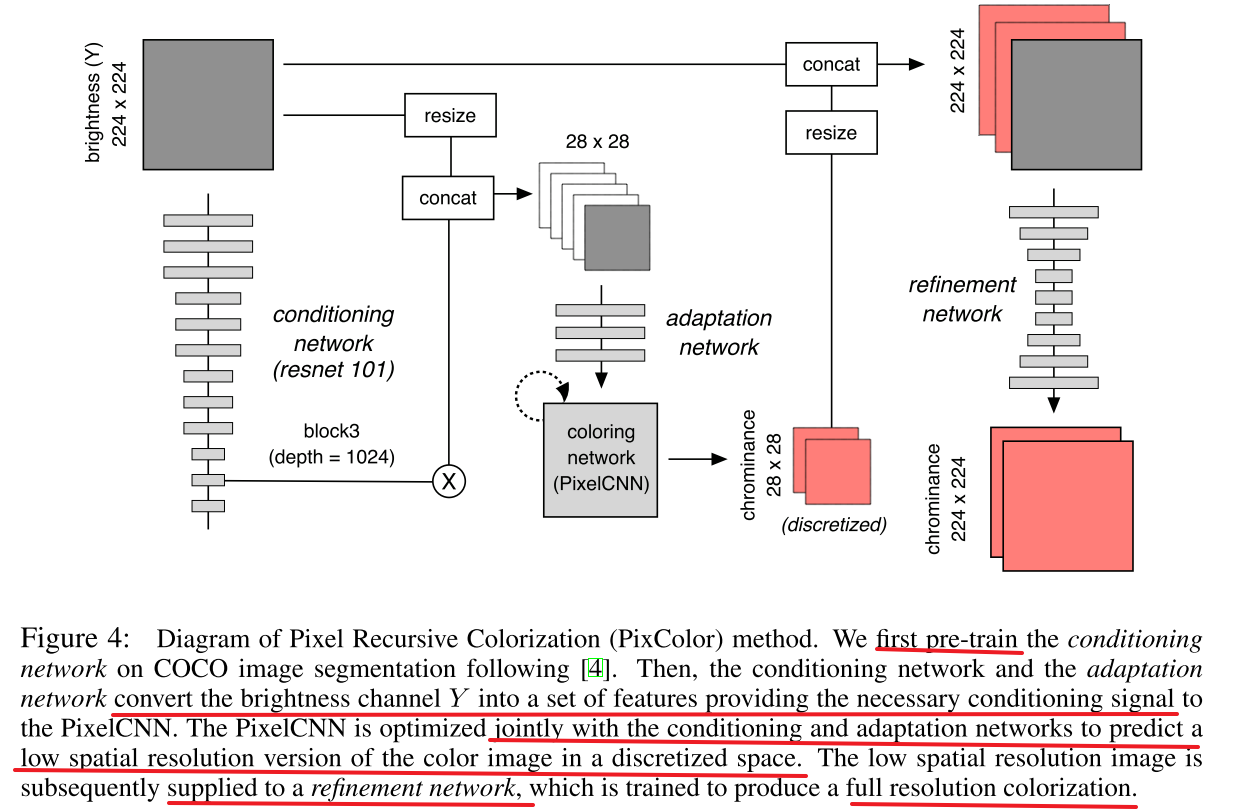 brightness (Y)
224 x 224
resize
concat
28 x 28
concat
resize
224 x 224
conditioning
network
(resnet 101)
block3
(depth = 1024)
X
adaptation
network
coloring
network
(PixelCNN)
chrominance
28 x 28
(discretized)
refinement
network
chrominance
224 x 224
Figure 4: Diagram of Pixel Recursive Colorization (PixColor) method. We first pre-train the conditioning
network on COCO image segmentation following [4]. Then, the conditioning network and the adaptation
network convert the brightness channel Y into a set of features providing the necessary conditioning signal to
the PixelCNN. The PixelCNN is optimized jointly with the conditioning and adaptation networks to predict a
low spatial resolution version of the color image in a discretized space. The low spatial resolution image is
subsequently supplied to a refinement network, which is trained to produce a full resolution colorization.